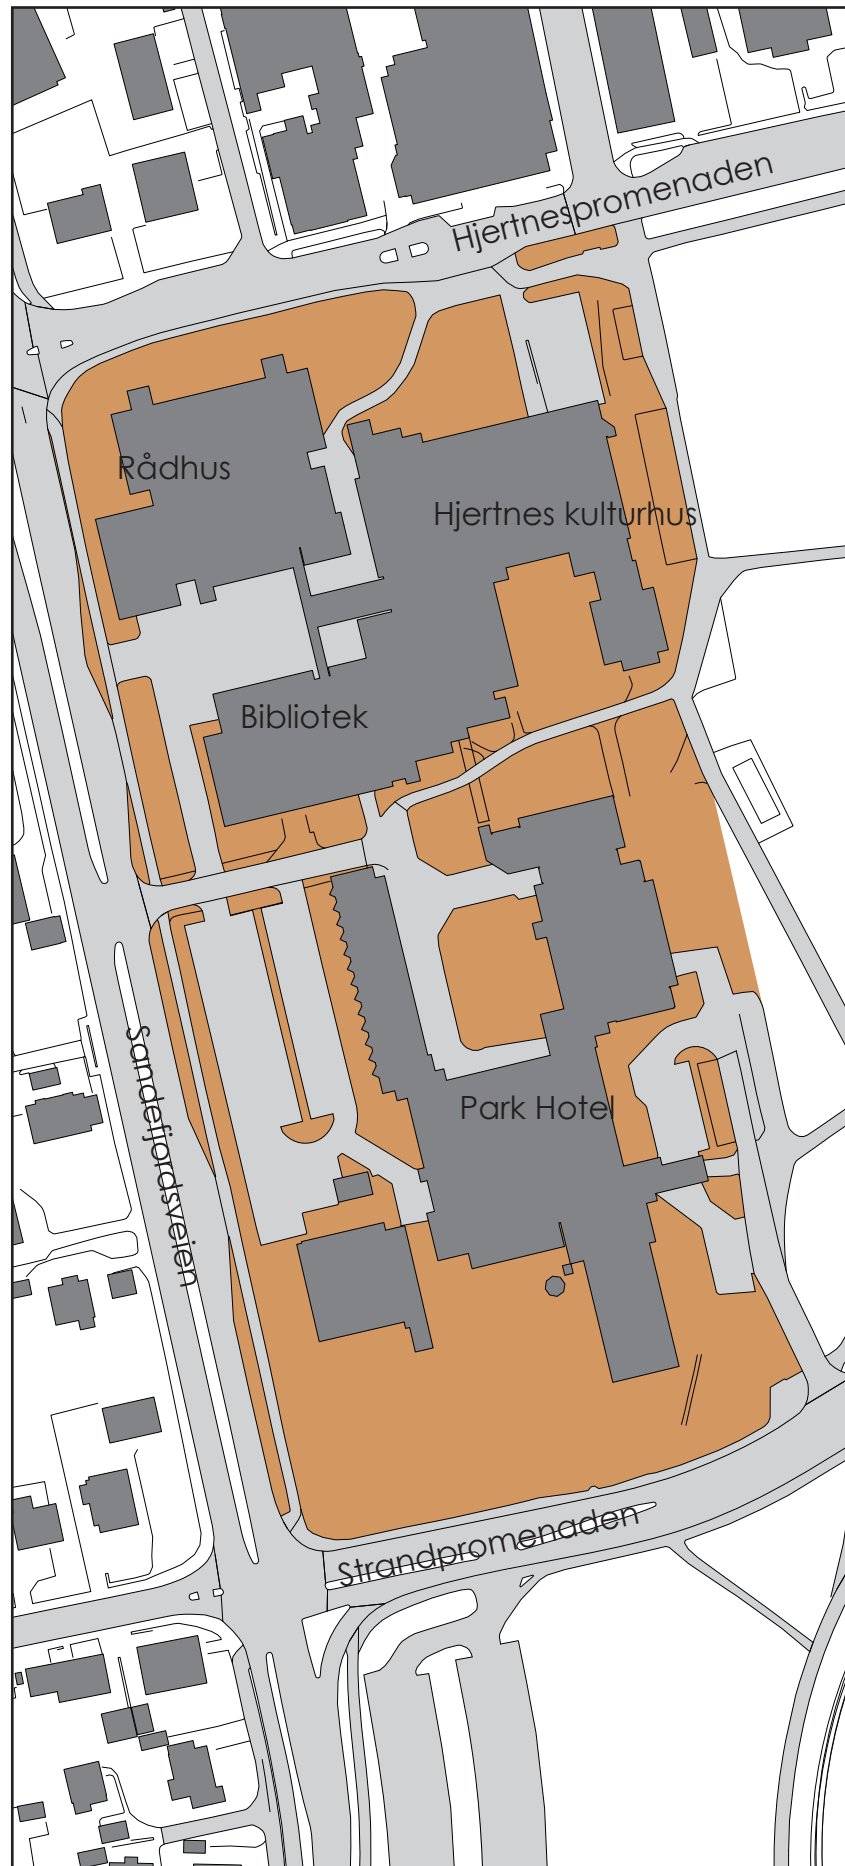 Hjertnespromenaden
Rådhus
Hjertnes kulturhus
Bibliotek
Sandefjordsveien
Park Hotel
Strandpromenaden